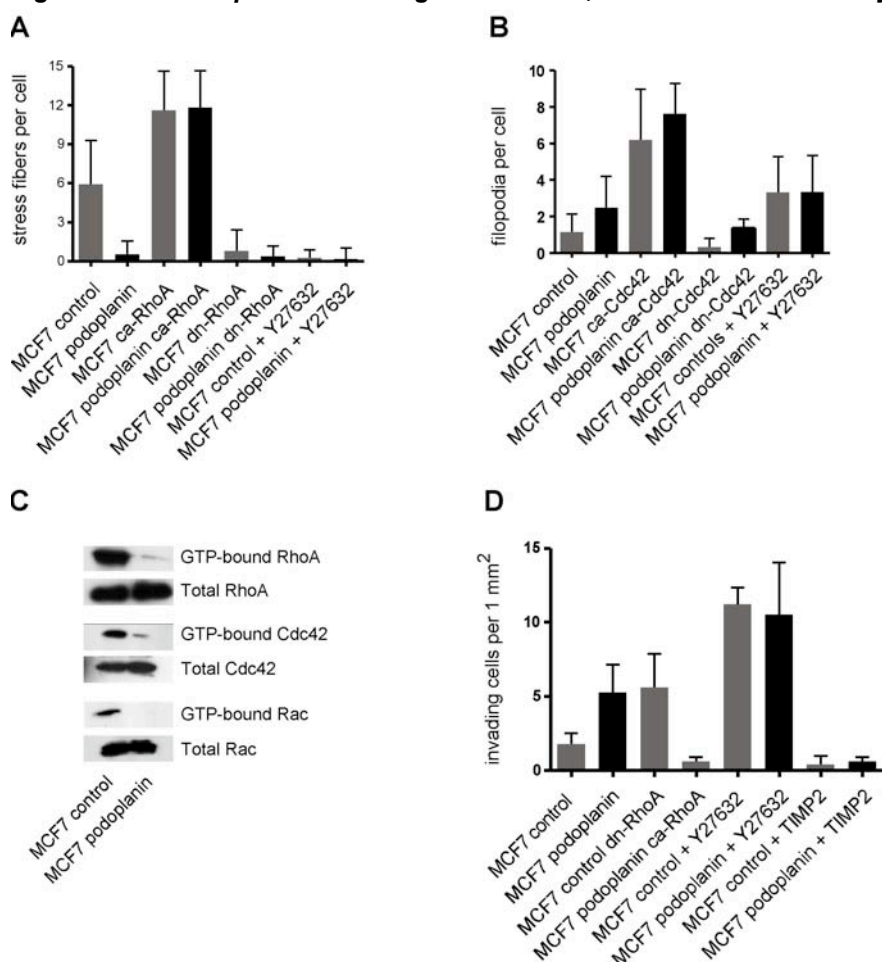 A
stress fibers per cell
15
12
9
6
3
0
MCF7 control
MCF7 podoplanin
MCF7 ca-RhoA
MCF7 podoplanin ca-RhoA
MCF7 dn-RhoA
MCF7 podoplanin dn-RhoA
MCF7 control + Y27632
MCF7 podoplanin + Y27632
B
filopodia per cell
10
8
6
4
2
0
MCF7 control
MCF7 podoplanin
MCF7 ca-Cdc42
MCF7 podoplanin ca-Cdc42
MCF7 dn-Cdc42
MCF7 podoplanin dn-Cdc42
MCF7 controls + Y27632
MCF7 podoplanin + Y27632
C
GTP-bound RhoA
Total RhoA
GTP-bound Cdc42
Total Cdc42
GTP-bound Rac
Total Rac
MCF7 control
MCF7 podoplanin
D
invading cells per 1 mm²
15
10
5
0
MCF7 control
MCF7 podoplanin
MCF7 control dn-RhoA
MCF7 podoplanin ca-RhoA
MCF7 control + Y27632
MCF7 podoplanin + Y27632
MCF7 control + TIMP2
MCF7 podoplanin + TIMP2